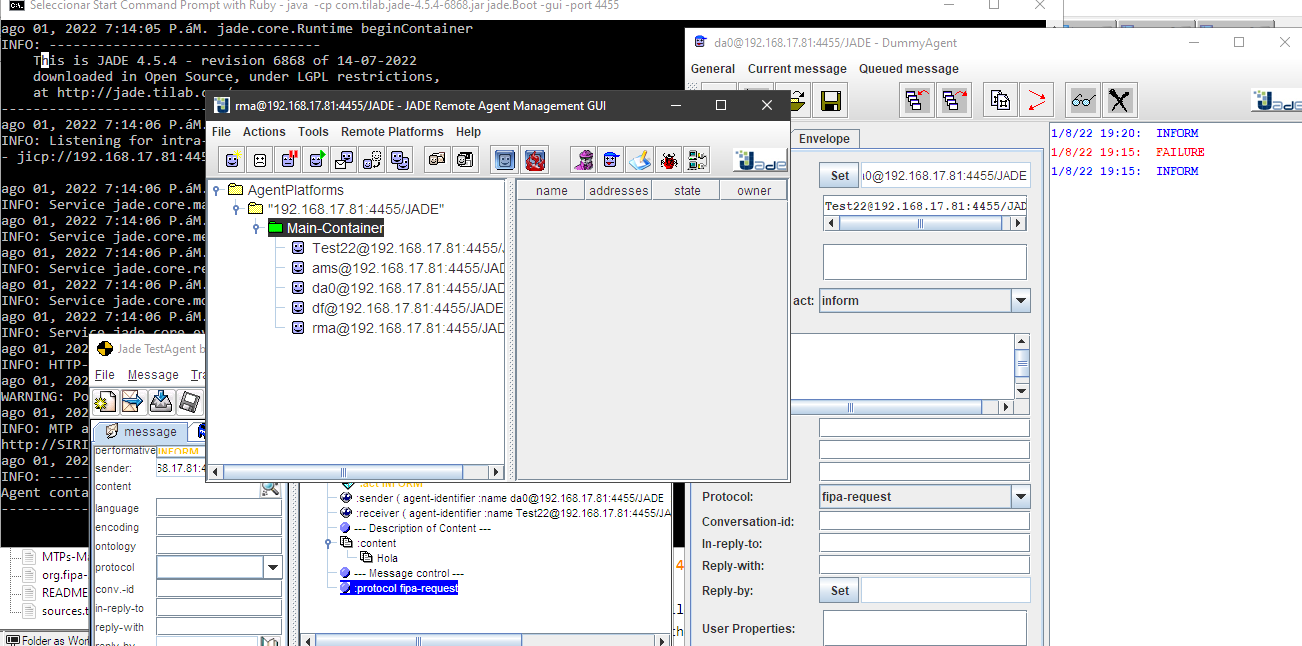 Seleccionar Start Command Prompt with Ruby - java -cp com.tilab.jade-4.5.4-6868.jar jade.Boot -gui -port 4455
ago 01, 2022 7:14:05 P.áM. jade.core.Runtime beginContainer
INFO: ----------------------------------
This is JADE 4.5.4 - revision 6868 of 14-07-2022
downloaded in Open Source, under LGPL restrictions,
at http://jade.tilab.
ago 01, 2022 7:14:06 P.áM.
INFO: Listening for intra-
- jicp://192.168.17.81:445
ago 01, 2022 7:14:06 P.áM.
INFO: Service jade.core.ma
ago 01, 2022 7:14:06 P.áM.
INFO: Service jade.core.me
ago 01, 2022 7:14:06 P.áM.
INFO: Service jade.core.re
ago 01, 2022 7:14:06 P.áM.
INFO: Service jade.core.mo
ago 01, 2022 7:14:06 P.áM.
INFO: Service jade.core.ev
ago 01, 202
INFO: HTTP-
ago 01, 202
WARNING: Po
ago 01, 202
INFO: MTP a
http://SIRI
ago 01, 202
INFO: -----
Agent conta
------------
rma@192.168.17.81:4455/JADE - JADE Remote Agent Management GUI
File Actions Tools Remote Platforms Help
Jade
AgentPlatforms
"192.168.17.81:4455/JADE"
Main-Container
Test22@192.168.17.81:4455/
ams@192.168.17.81:4455/JAD
da0@192.168.17.81:4455/JAD
df@192.168.17.81:4455/JADE
rma@192.168.17.81:4455/JAD
name addresses state owner
Jade TestAgent b
File Message Tra
message
performative INFORM
sender: 68.17.81:4
content
language
encoding
ontology
protocol
conv.-id
in-reply-to
reply-with
reply-by
:act INFORM
:sender ( agent-identifier :name da0@192.168.17.81:4455/JADE
:receiver ( agent-identifier :name Test22@192.168.17.81:4455/JA
--- Description of Content ---
:content
Hola
--- Message control ---
:protocol fipa-request
MTPs-Ma
org.fipa-
README
sources.t
Folder as Wor
4
ll
th
da0@192.168.17.81:4455/JADE - DummyAgent
General Current message Queued message
Jade
Envelope
Set 0@192.168.17.81:4455/JADE
Test22@192.168.17.81:4455/JAD
act: inform
Protocol: fipa-request
Conversation-id:
In-reply-to:
Reply-with:
Reply-by: Set
User Properties:
1/8/22 19:20: INFORM
1/8/22 19:15: FAILURE
1/8/22 19:15: INFORM